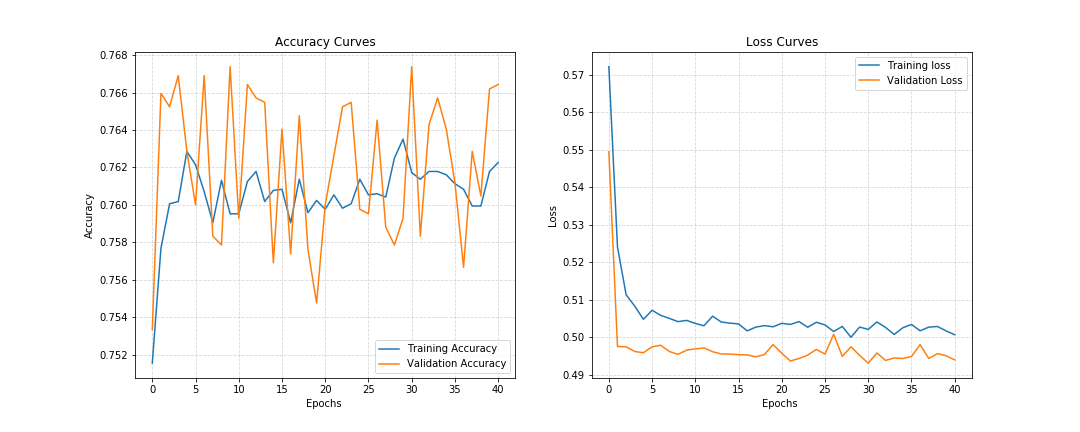 Accuracy Curves
Accuracy
0.768
0.766
0.764
0.762
0.760
0.758
0.756
0.754
0.752
0 5 10 15 20 25 30 35 40
Epochs
Training Accuracy
Validation Accuracy
Loss Curves
Loss
0.57
0.56
0.55
0.54
0.53
0.52
0.51
0.50
0.49
0 5 10 15 20 25 30 35 40
Epochs
Training loss
Validation Loss